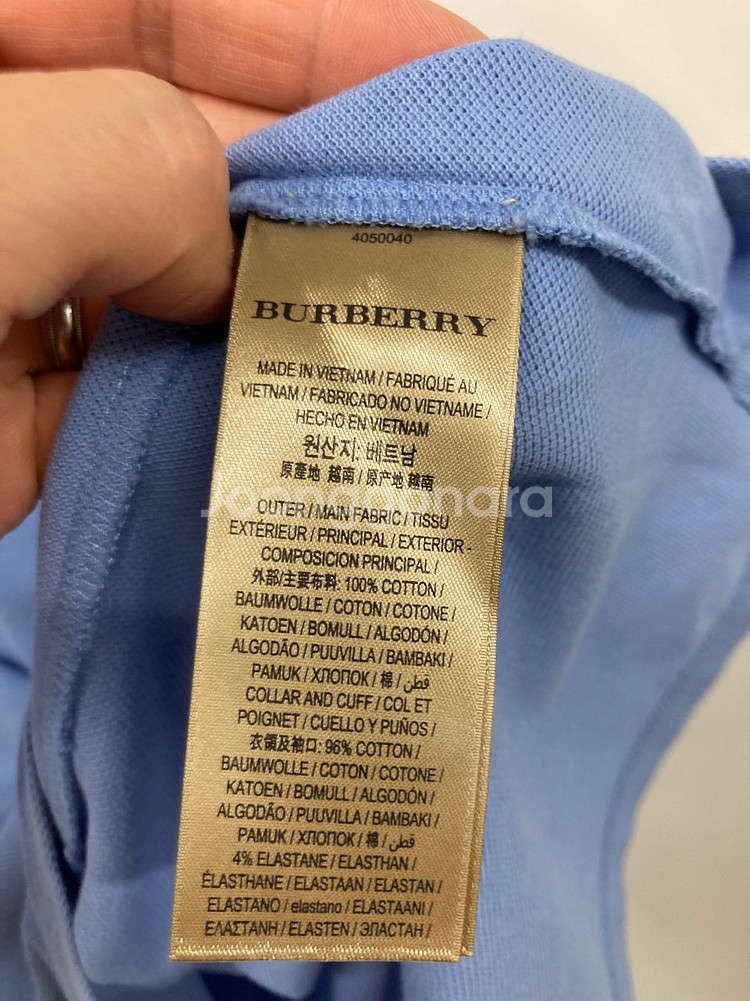 4050040
BURBERRY
MADE IN VIETNAM / FABRIQUÉ AU
VIETNAM / FABRICADO NO VIETNAME /
HECHO EN VIETNAM
원산지: 베트남
原產地 越南 / 原产地 越南
OUTER / MAIN FABRIC / TISSU
EXTÉRIEUR / PRINCIPAL / EXTERIOR -
COMPOSICION PRINCIPAL /
外部/主要布料: 100% COTTON /
BAUMWOLLE / COTON / COTONE /
KATOEN / BOMULL / ALGODÓN /
ALGODÃO / PUUVILLA / BAMBAKI /
PAMUK / ХЛОПОК / 棉 / قطن /
COLLAR AND CUFF / COL ET
POIGNET / CUELLO Y PUÑOS /
衣領及袖口: 96% COTTON /
BAUMWOLLE / COTON / COTONE /
KATOEN / BOMULL / ALGODÓN /
ALGODÃO / PUUVILLA / BAMBAKI /
PAMUK / ХЛОПОК / 棉 / قطن /
4% ELASTANE / ELASTHAN /
ÉLASTHANE / ELASTAAN / ELASTAN /
ELASTANO / elastano / ELASTAANI /
ΕΛΑΣΤΑΝΗ / ELASTEN / ЭЛАСТАН /